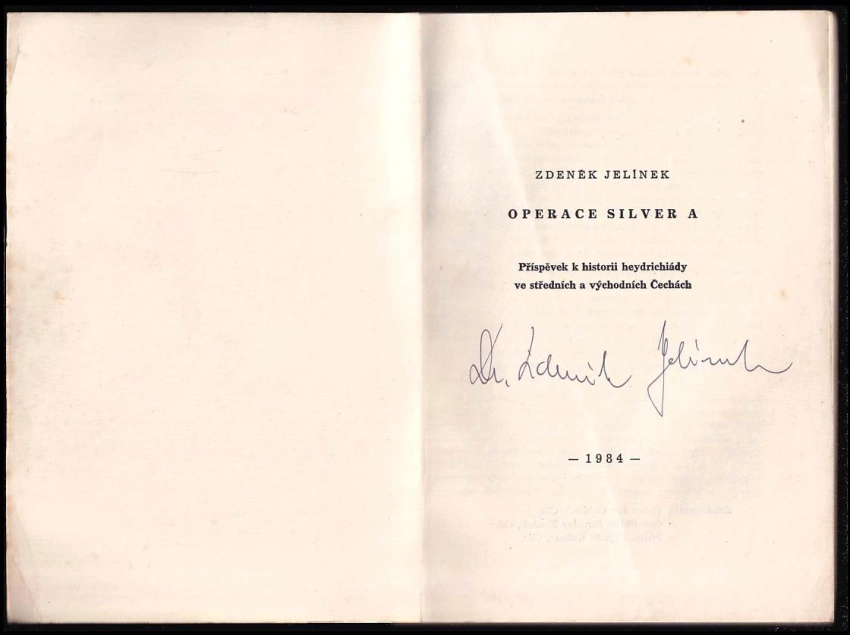 ZDENĚK JELÍNEK
OPERACE SILVER A
Příspěvek k historii heydrichiády
ve středních a východních Čechách
Dr. Zdeněk Jelínek
— 1984 —